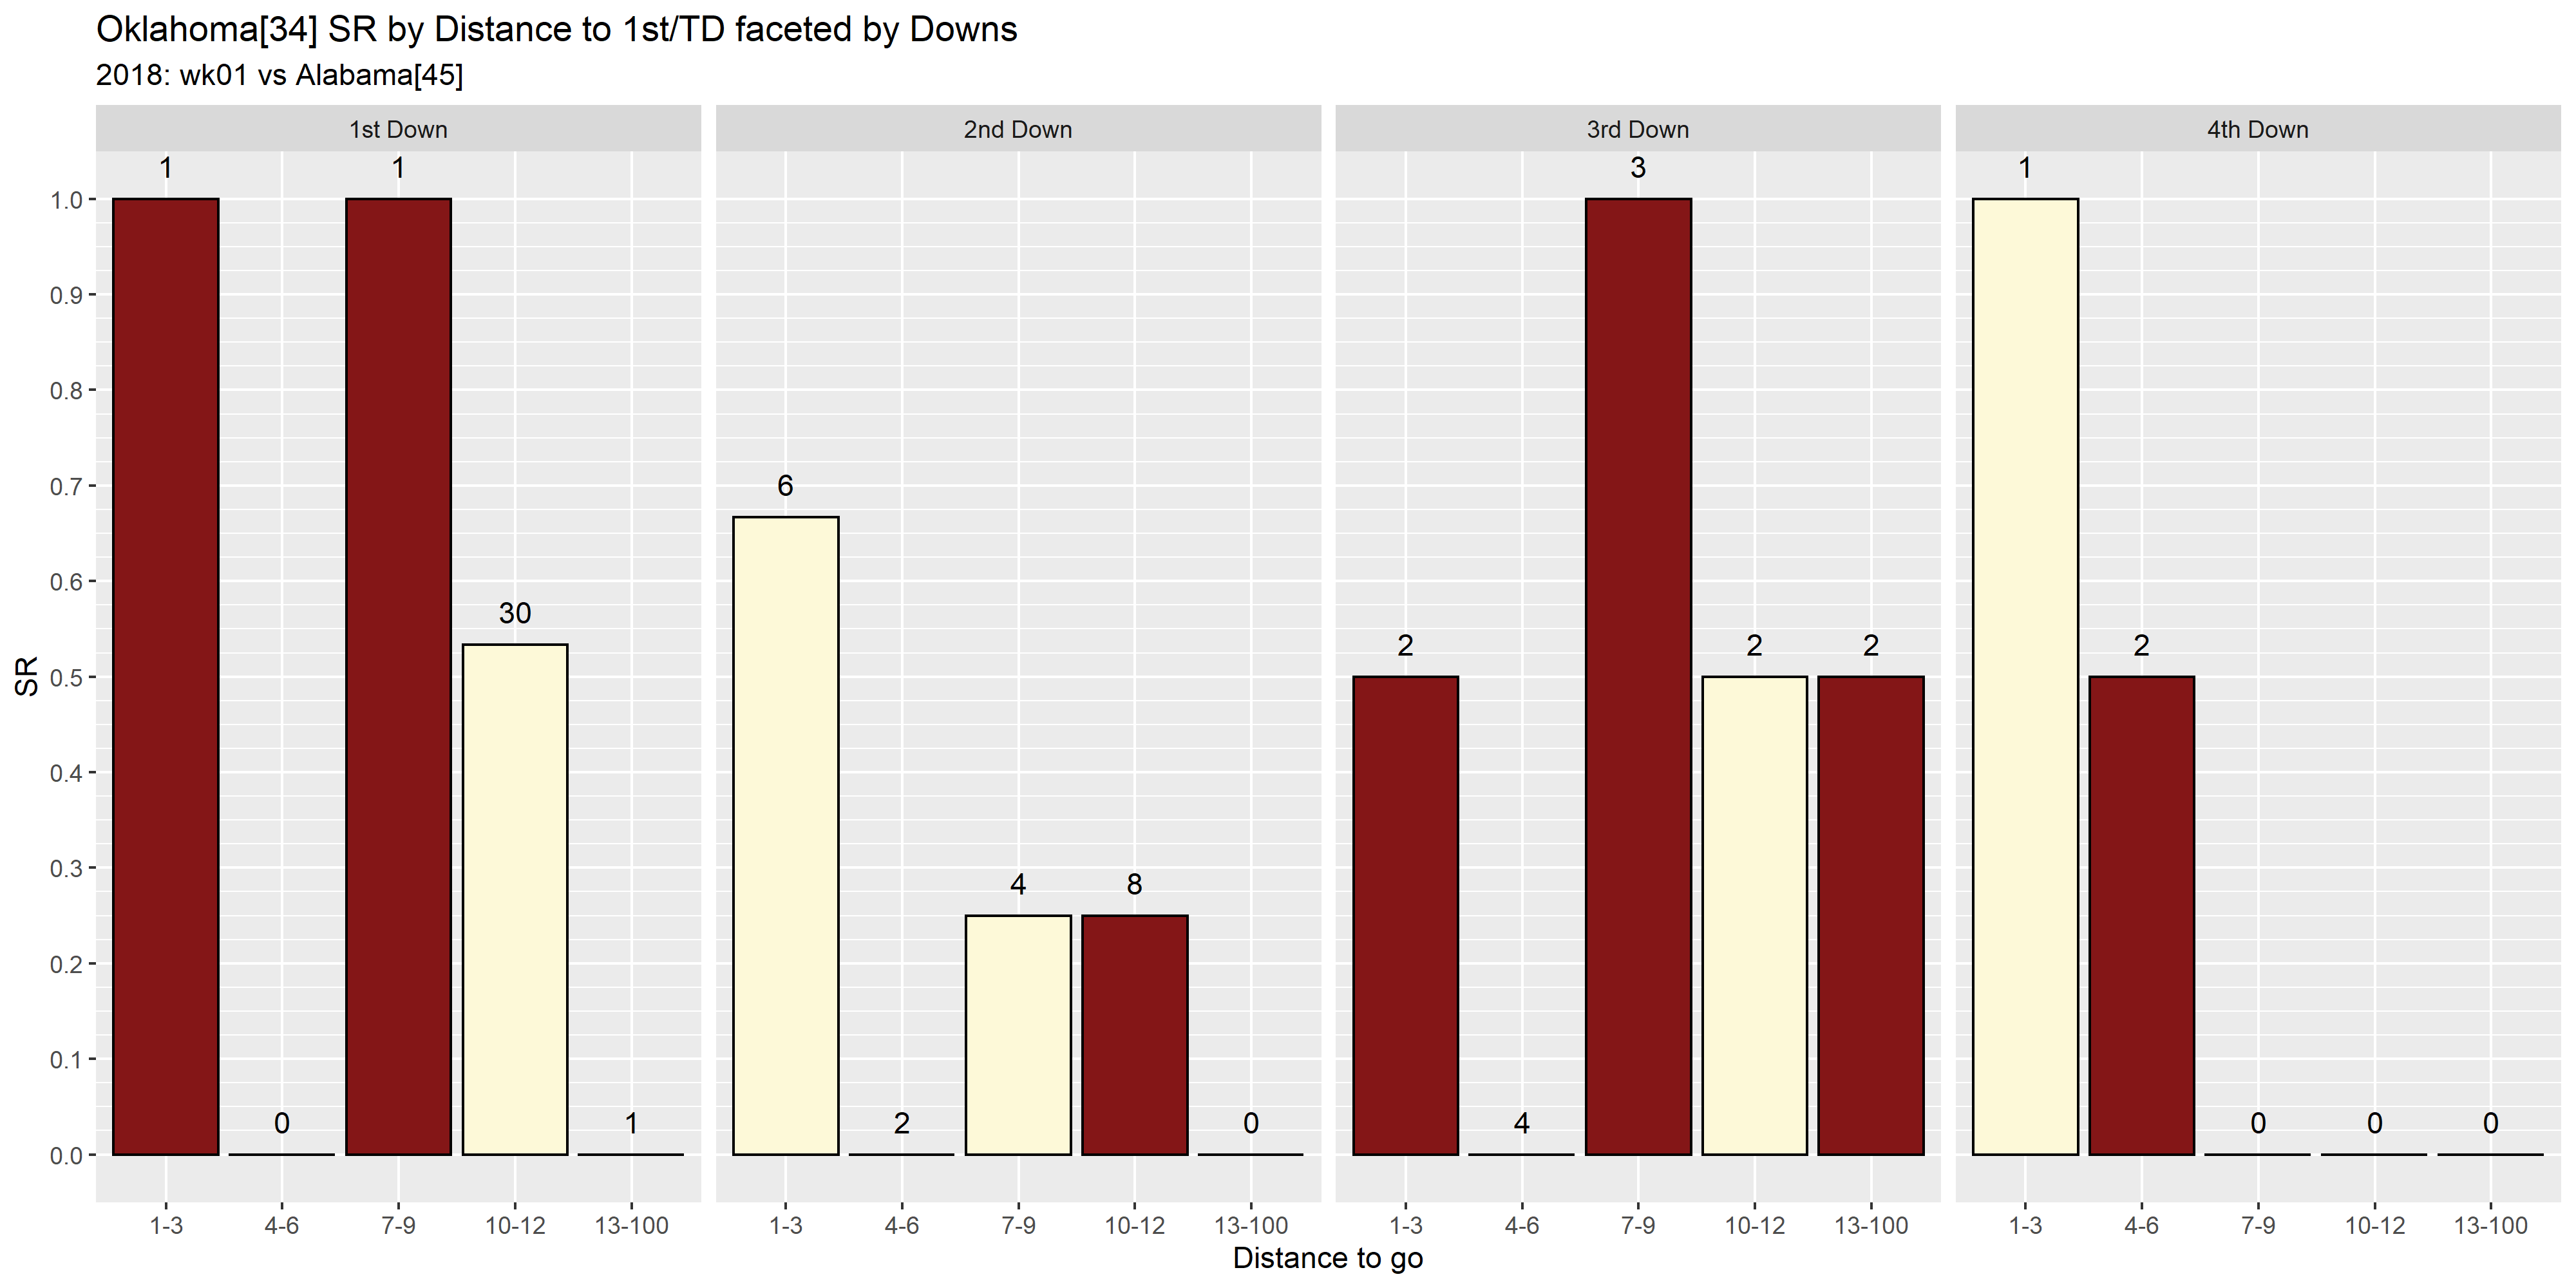 Oklahoma[34] SR by Distance to 1st/TD faceted by Downs
2018: wk01 vs Alabama[45]
1st Down 2nd Down 3rd Down 4th Down
1 1 3 1
1.0
0.9
0.8
0.7
6
0.6
30
2 2 2 2
0.5
0.4
0.3
4 8
0.2
0.1
0 1 2 0 4 0 0 0
0.0
SR
1-3 4-6 7-9 10-12 13-100 1-3 4-6 7-9 10-12 13-100 1-3 4-6 7-9 10-12 13-100 1-3 4-6 7-9 10-12 13-100
Distance to go